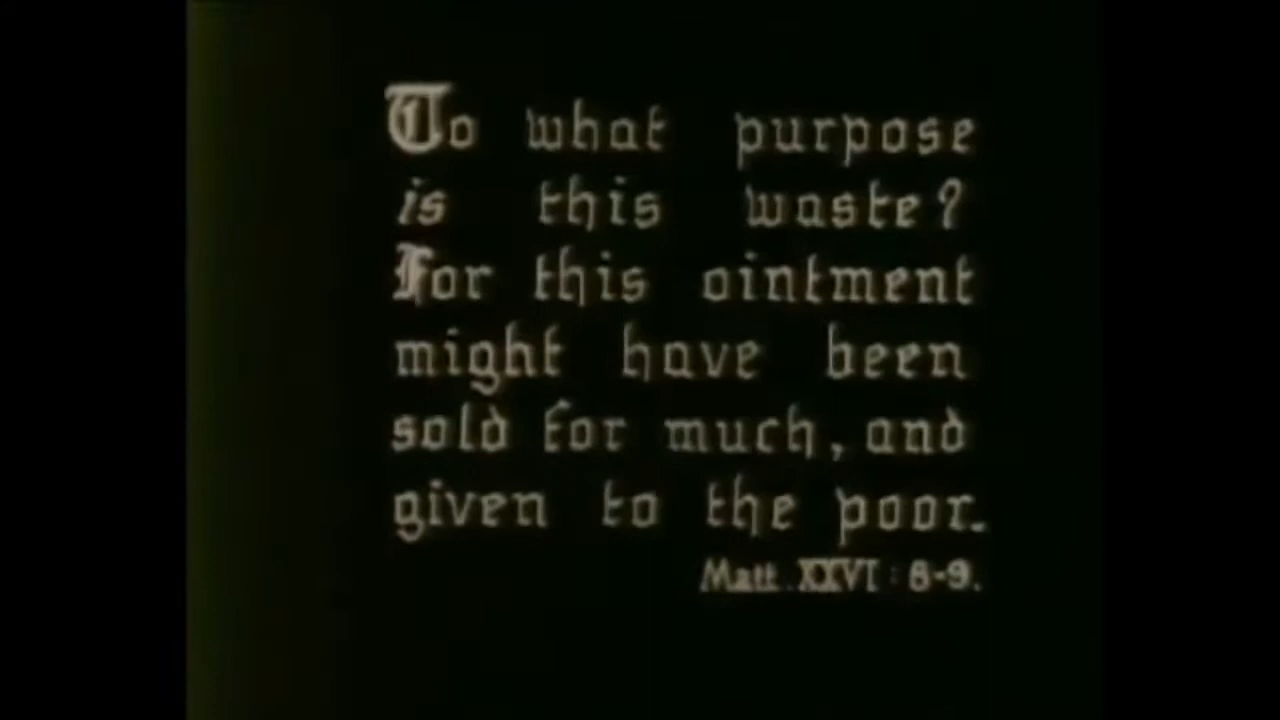 To what purpose
is this waste?
For this ointment
might have been
sold for much, and
given to the poor.
Matt. XXVI : 8-9.